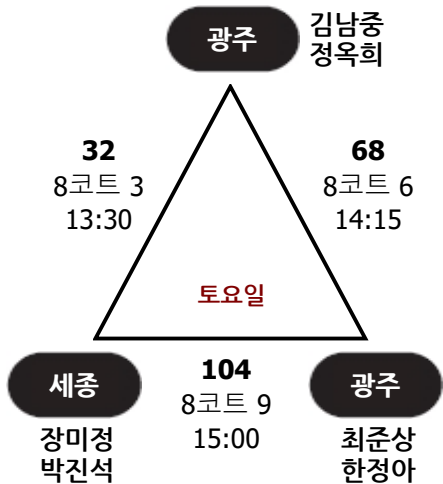 광주
김남중
정옥희
32
8코트 3
13:30
68
8코트 6
14:15
토요일
세종
장미정
박진석
104
8코트 9
15:00
광주
최준상
한정아